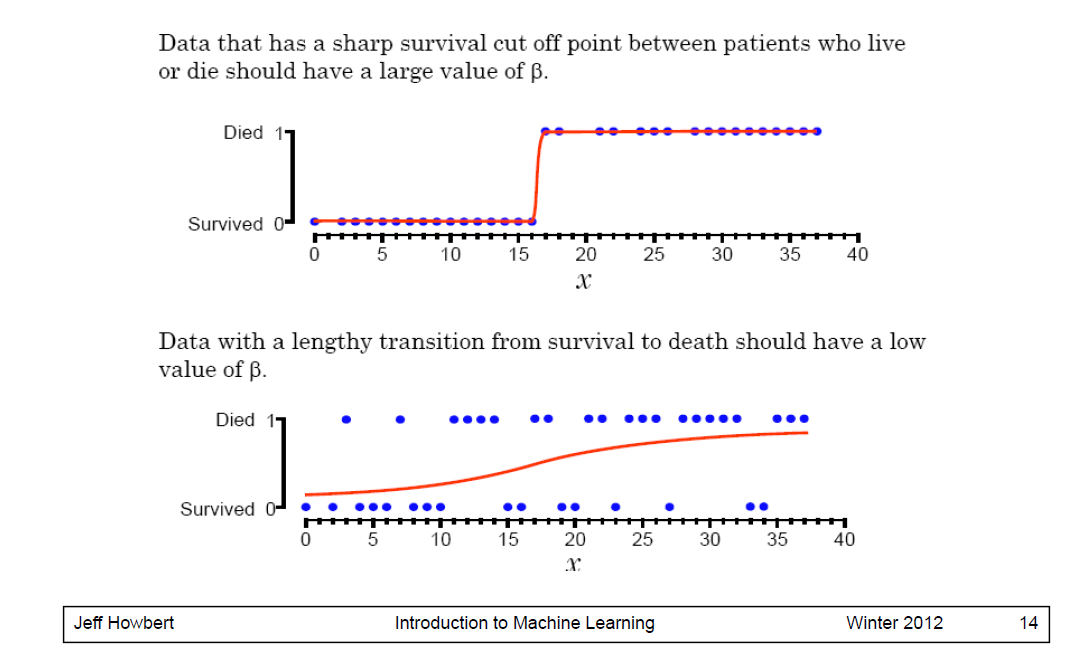 Data that has a sharp survival cut off point between patients who live
or die should have a large value of β.
Died 1
Survived 0
0 5 10 15 20 25 30 35 40
x
Data with a lengthy transition from survival to death should have a low
value of β.
Died 1
Survived 0
0 5 10 15 20 25 30 35 40
x
Jeff Howbert Introduction to Machine Learning Winter 2012 14